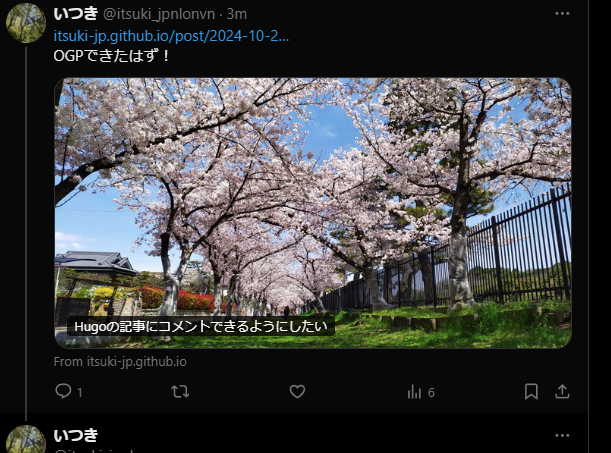 いつき @itsuki_jpnlonvn · 3m
itsuki-jp.github.io/post/2024-10-2...
OGPできたはず！
Hugoの記事にコメントできるようにしたい
From itsuki-jp.github.io
1 6
いつき